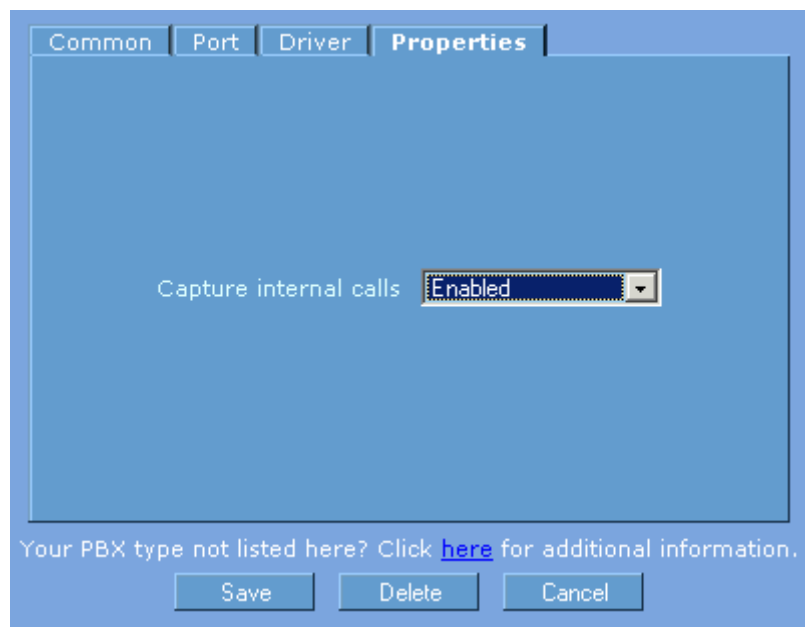 Common Port Driver Properties
Capture internal calls Enabled
Your PBX type not listed here? Click here for additional information.
Save Delete Cancel